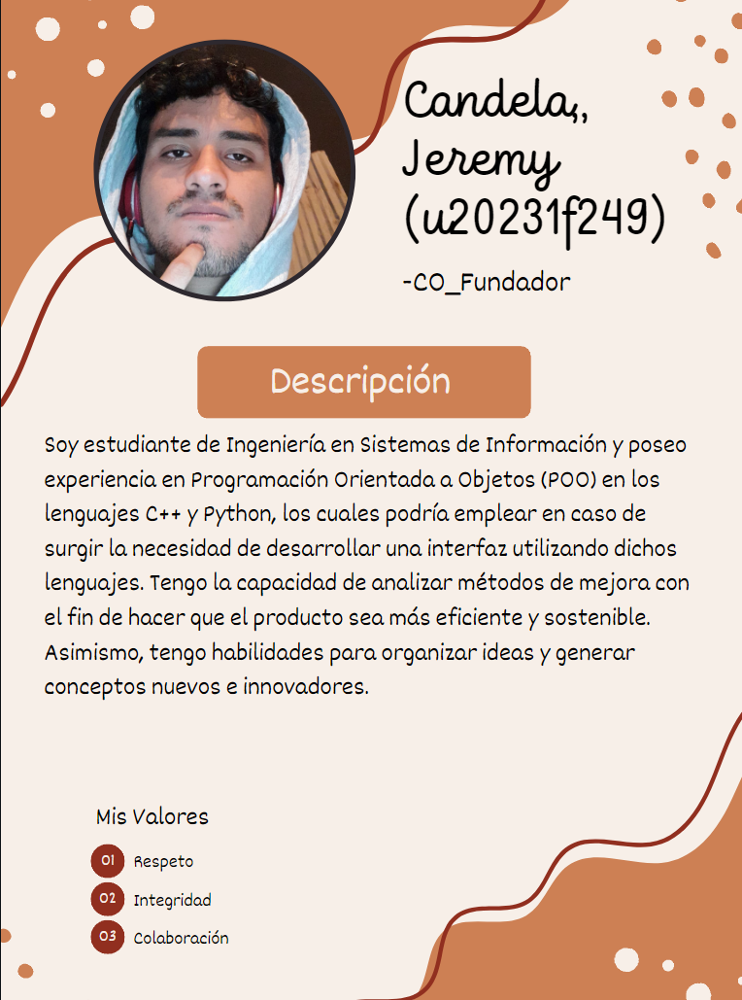 Candela,,
Jeremy
(u20231f249)
-CO_Fundador
Descripción
Soy estudiante de Ingeniería en Sistemas de Información y poseo
experiencia en Programación Orientada a Objetos (POO) en los
lenguajes C++ y Python, los cuales podría emplear en caso de
surgir la necesidad de desarrollar una interfaz utilizando dichos
lenguajes. Tengo la capacidad de analizar métodos de mejora con
el fin de hacer que el producto sea más eficiente y sostenible.
Asimismo, tengo habilidades para organizar ideas y generar
conceptos nuevos e innovadores.
Mis Valores
01 Respeto
02 Integridad
03 Colaboración